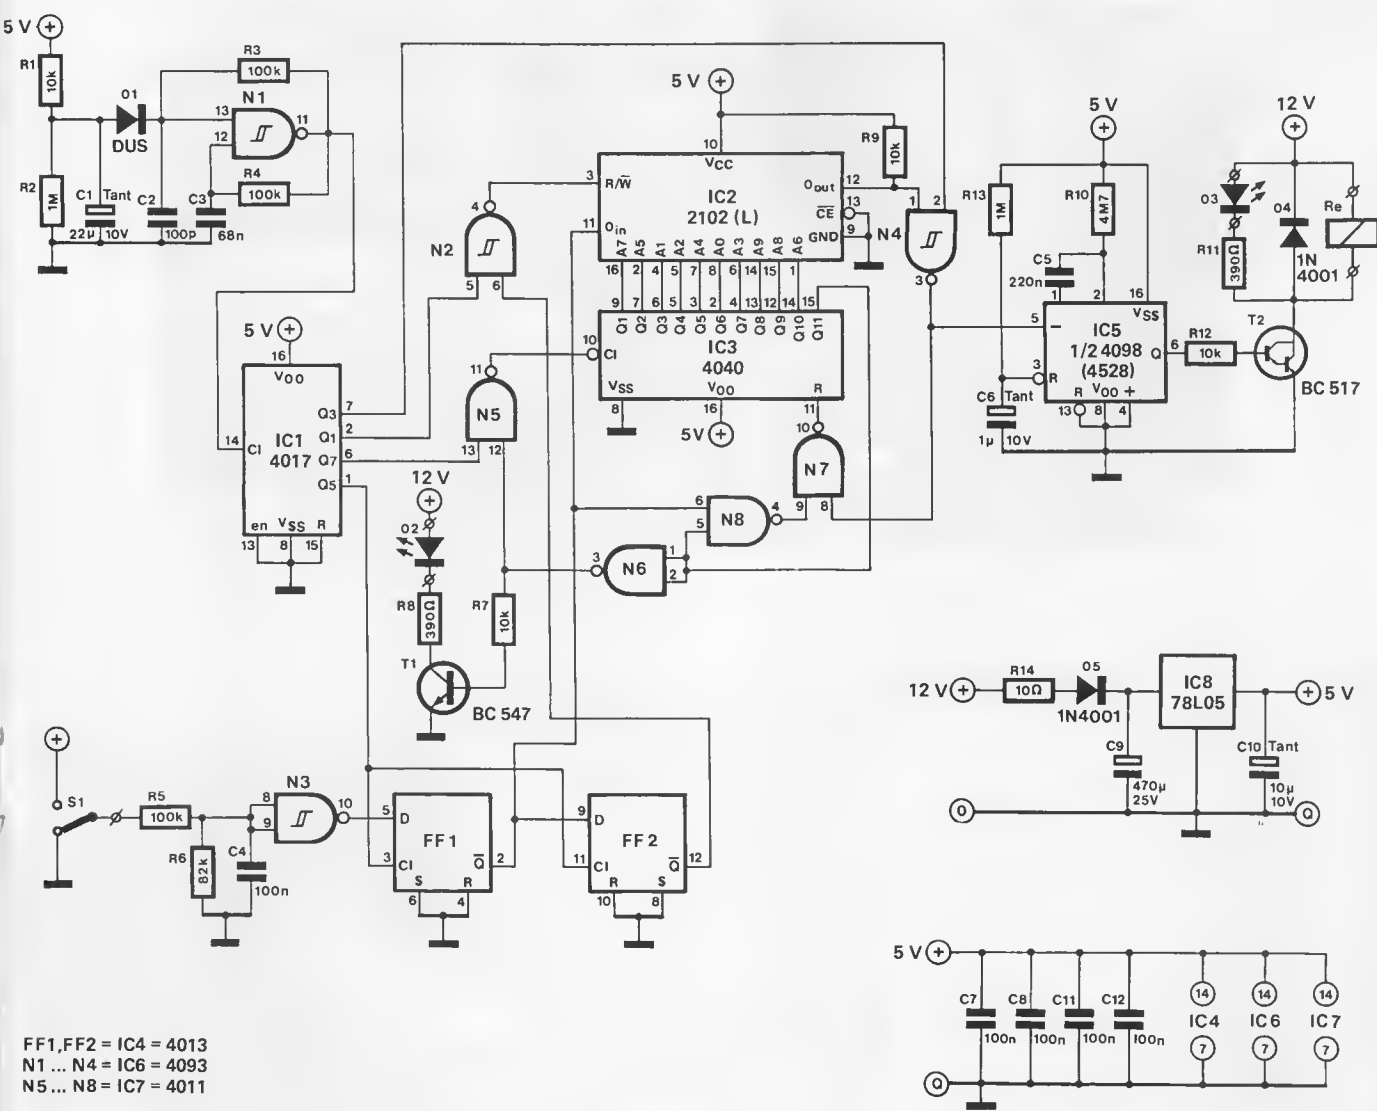 5 V
R1
10k
R2
1M
C1 Tant
22µ 10V
D1
DUS
C2
100p
C3
68n
R3
100k
N1
13
12
11
R4
100k
5 V
16
VDD
IC1
4017
14
Cl
Q3 7
Q1 2
Q7 6
Q5 1
en VSS R
13 8 15
N2
4
5 6
N5
11
13 12
5 V
10
VCC
IC2
2102 (L)
3 R/W̅
11 Din
Dout 12
C̅E̅ 13
GND 9
A7 A5 A1 A2 A4 A0 A3 A9 A8 A6
16 2 4 5 7 8 6 14 15 1
9 7 6 5 3 2 4 13 12 14 15
Q1 Q2 Q3 Q4 Q5 Q6 Q7 Q8 Q9 Q10 Q11
10 Cl
IC3
4040
VSS VDD R
8 16 11
5V
R9
10k
N4
1 2
3
N7
10
9 8
N8
6
5
4
N6
3
1
2
12 V
D2
R8
390Ω
R7
10k
T1
BC 547
5 V
R13
1M
R10
4M7
C5
220n
1 2 16
VSS
5 –
IC5
1/2 4098
(4528)
Q 6
3 R
R VDD +
13 8 4
C6 Tant
1µ 10V
R12
10k
12 V
D3
R11
390Ω
D4
1N
4001
Re
T2
BC 517
S1
R5
100k
R6
82k
C4
100n
N3
8
9
10
FF1
5 D
3 Cl
Q̅ 2
S R
6 4
FF2
9 D
11 Cl
Q̅ 12
R S
10 8
12 V
R14
10Ω
D5
1N4001
IC8
78L05
5 V
C9
470µ
25V
C10 Tant
10µ
10V
0
0
5 V
C7
100n
C8
100n
C11
100n
C12
100n
14 14 14
IC4 IC6 IC7
7 7 7
0
FF1,FF2 = IC4 = 4013
N1 ... N4 = IC6 = 4093
N5 ... N8 = IC7 = 4011